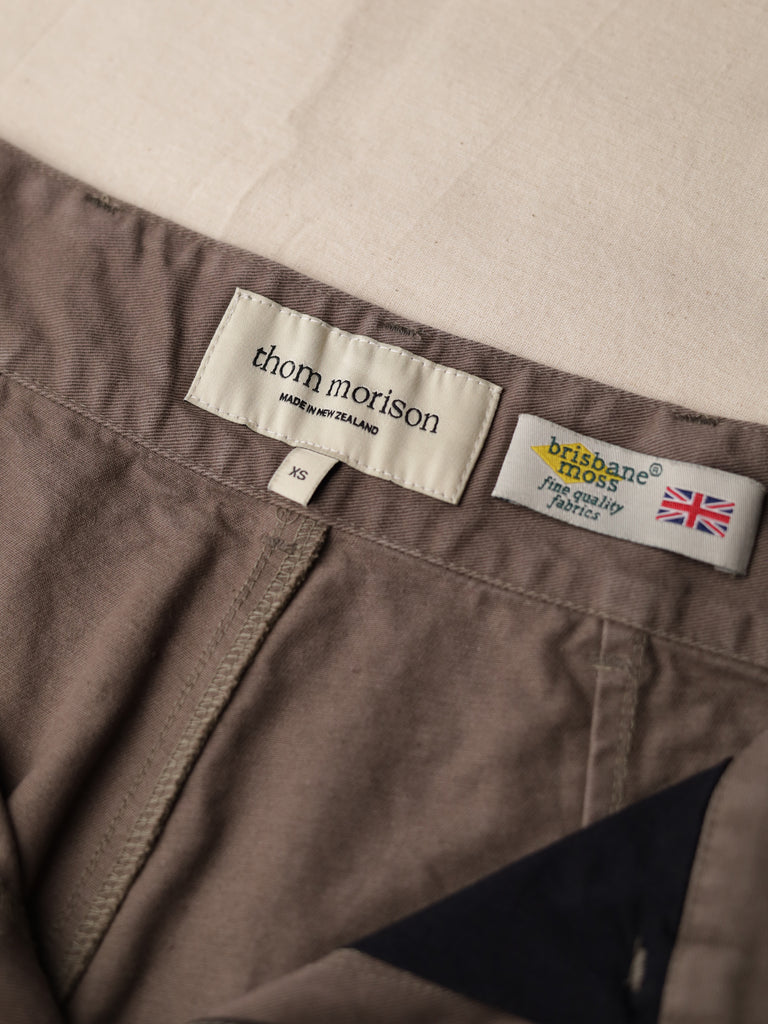 thom morison
MADE IN NEW ZEALAND
XS
brisbane
moss®
fine quality
fabrics